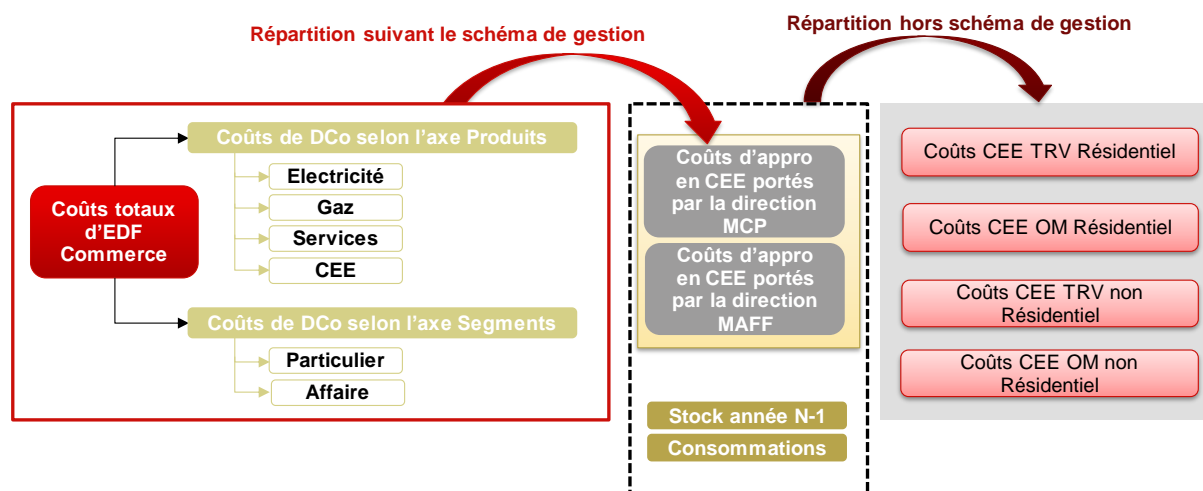 Répartition suivant le schéma de gestion
Répartition hors schéma de gestion
Coûts totaux
d'EDF
Commerce
Coûts de DCo selon l'axe Produits
Electricité
Gaz
Services
CEE
Coûts de DCo selon l'axe Segments
Particulier
Affaire
Coûts d'appro
en CEE portés
par la direction
MCP
Coûts d'appro
en CEE portés
par la direction
MAFF
Stock année N-1
Consommations
Coûts CEE TRV Résidentiel
Coûts CEE OM Résidentiel
Coûts CEE TRV non
Résidentiel
Coûts CEE OM non
Résidentiel